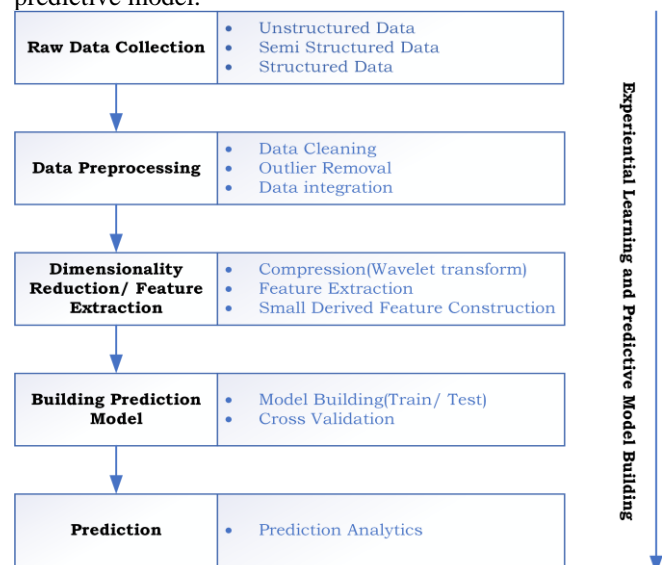 predictive model.
Raw Data Collection
• Unstructured Data
• Semi Structured Data
• Structured Data
Data Preprocessing
• Data Cleaning
• Outlier Removal
• Data integration
Dimensionality
Reduction/ Feature
Extraction
• Compression(Wavelet transform)
• Feature Extraction
• Small Derived Feature Construction
Building Prediction
Model
• Model Building(Train/ Test)
• Cross Validation
Prediction
• Prediction Analytics
Experiential Learning and Predictive Model Building